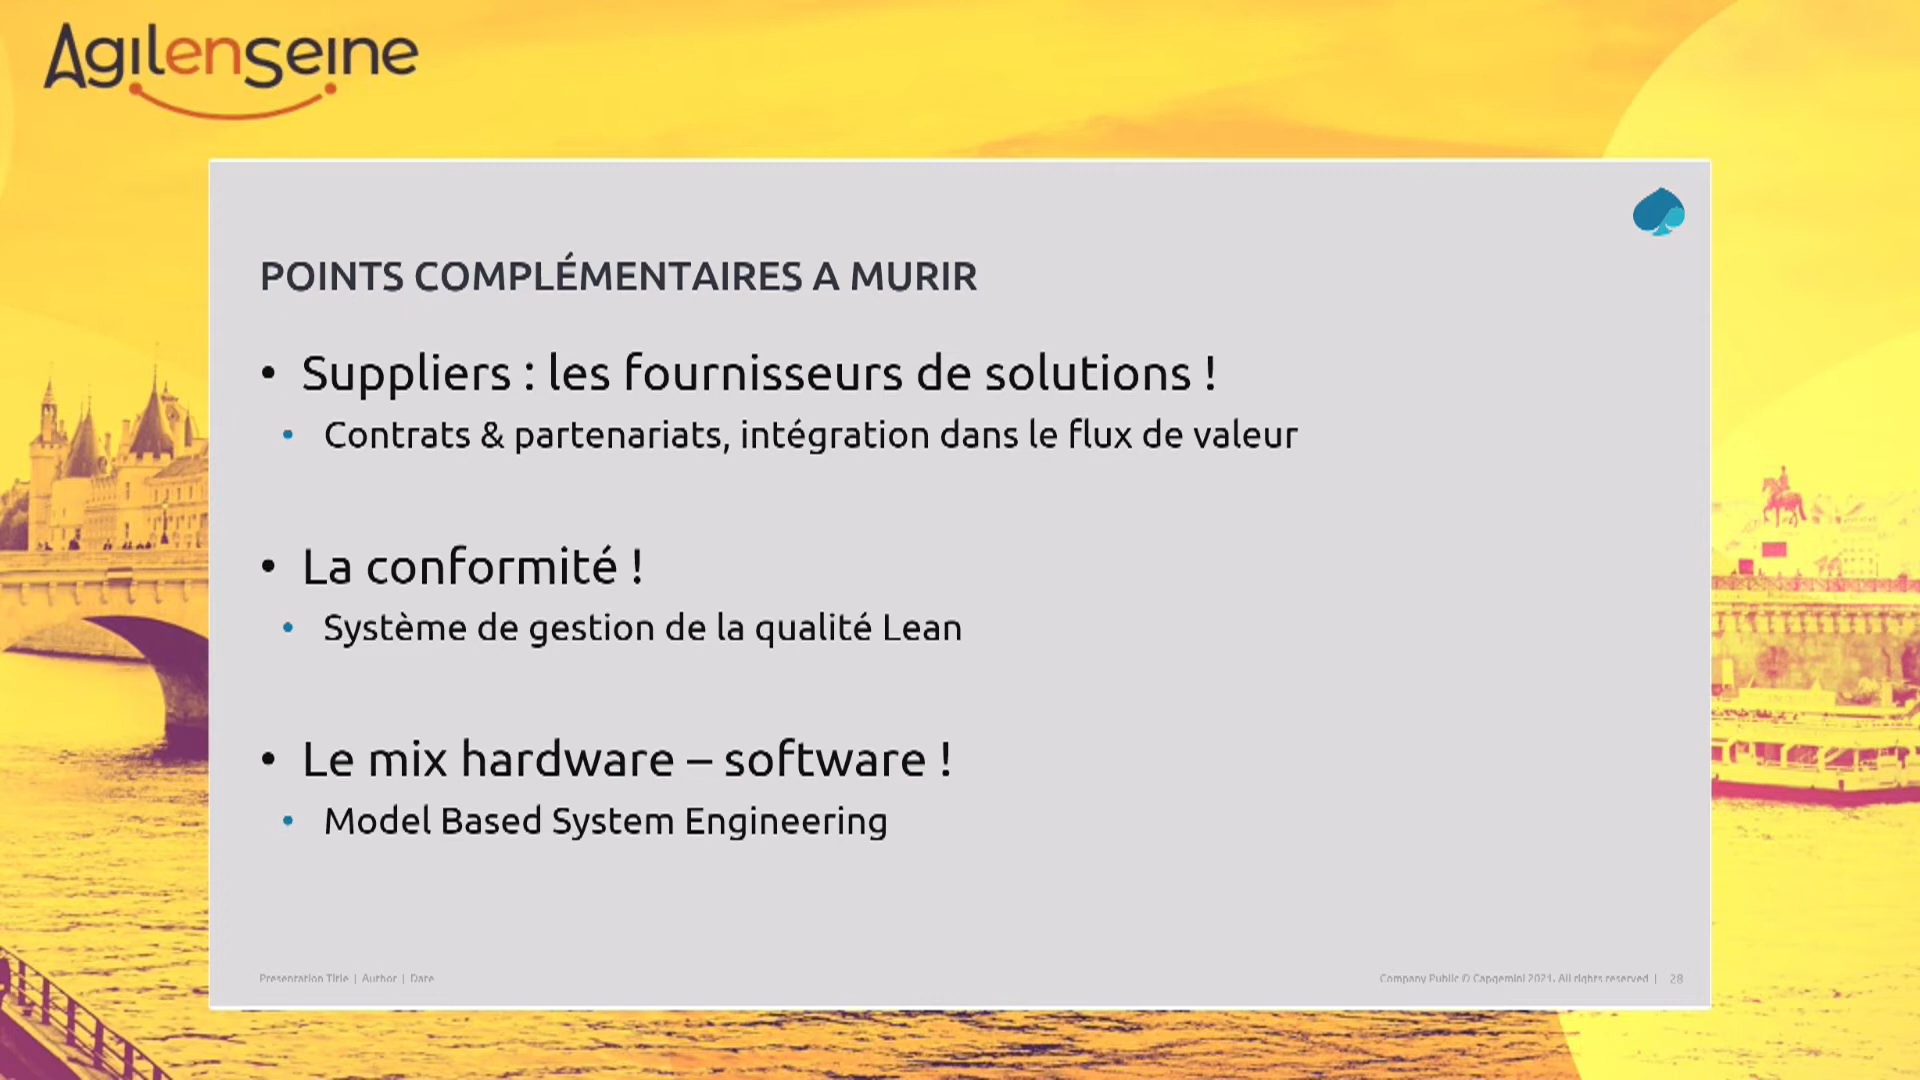 Agilenseine
POINTS COMPLÉMENTAIRES A MURIR
• Suppliers : les fournisseurs de solutions !
• Contrats & partenariats, intégration dans le flux de valeur
• La conformité !
• Système de gestion de la qualité Lean
• Le mix hardware – software !
• Model Based System Engineering
Presentation Title | Author | Date
Company Public © Capgemini 2021. All rights reserved | 28